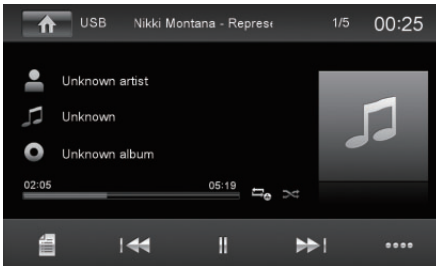 USB Nikki Montana - Represe 1/5 00:25
Unknown artist
Unknown
Unknown album
02:05 05:19